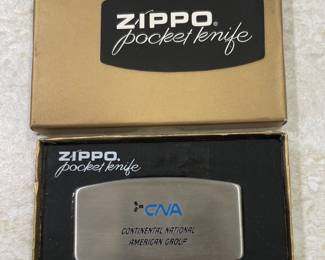 ZIPPO®
pocket knife
ZIPPO®
pocket knife
CNA
CONTINENTAL NATIONAL
AMERICAN GROUP